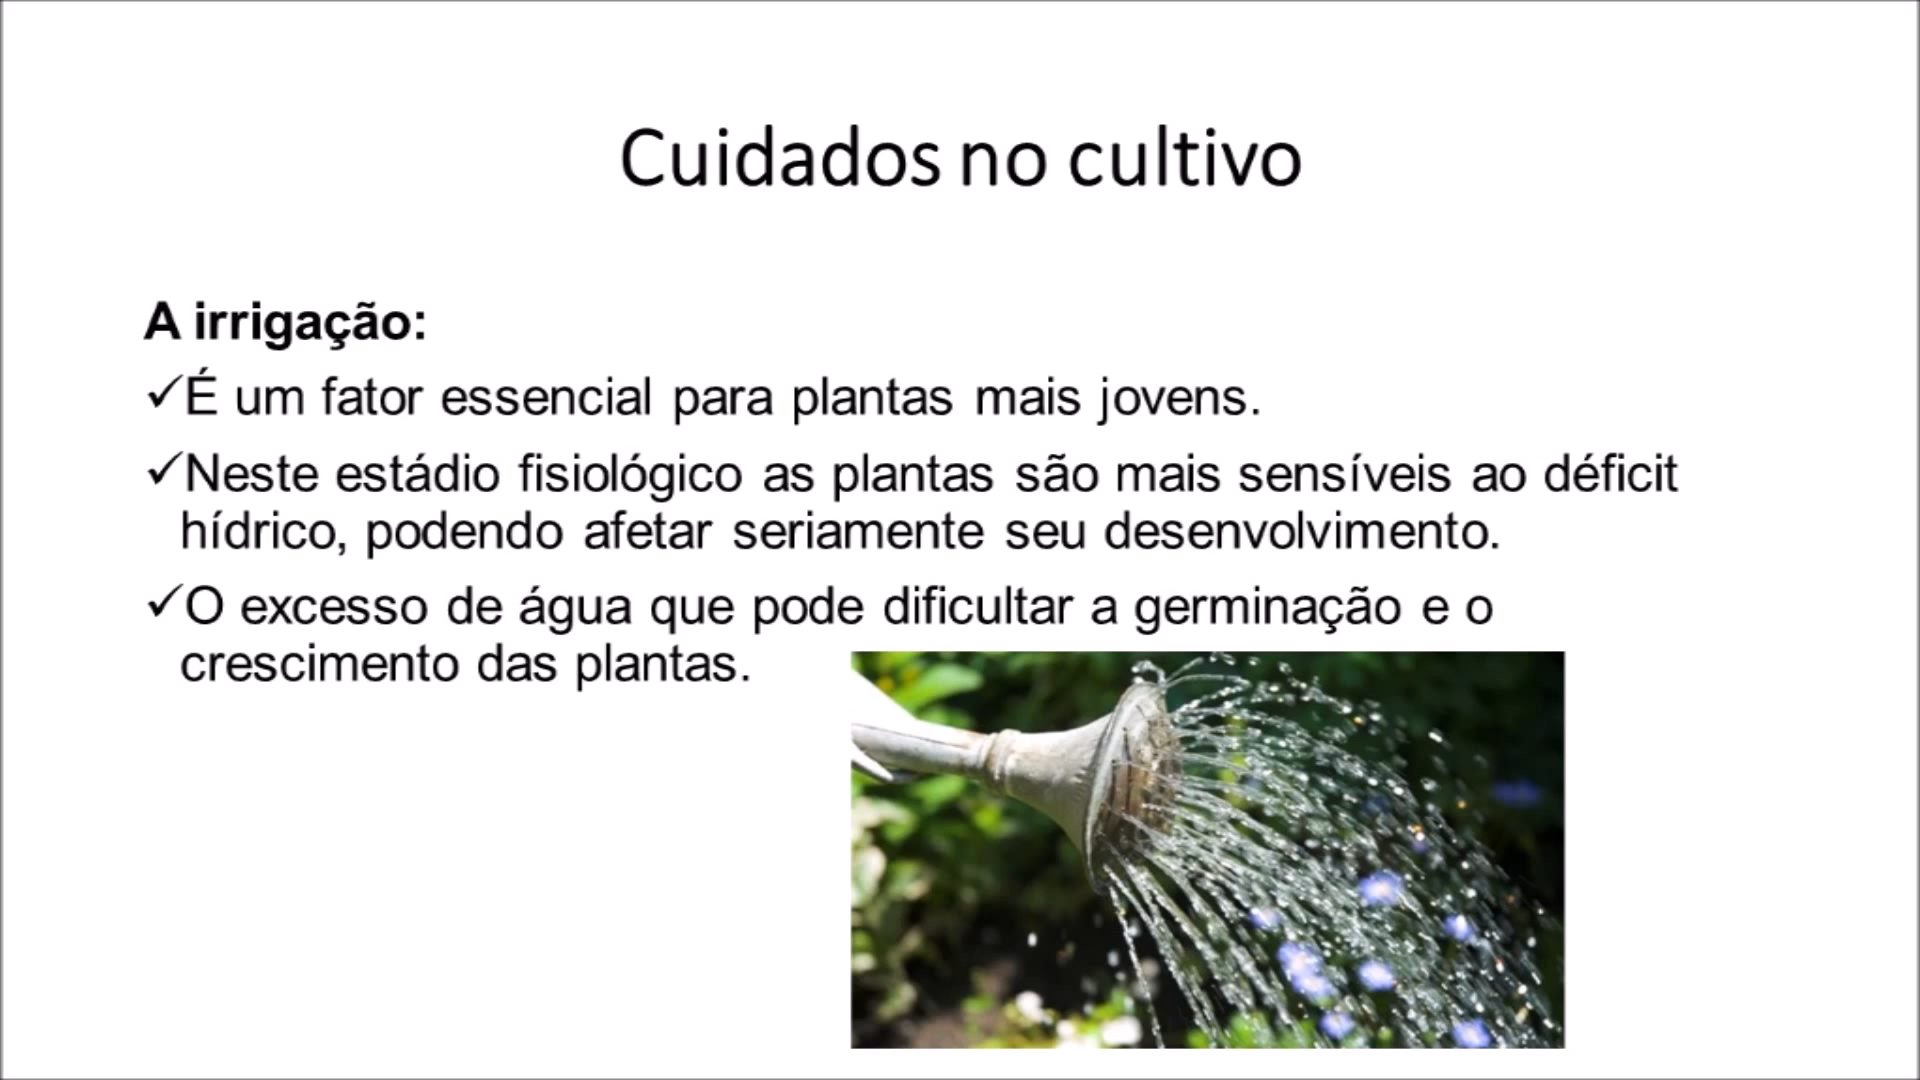 Cuidados no cultivo
A irrigação:
✓É um fator essencial para plantas mais jovens.
✓Neste estádio fisiológico as plantas são mais sensíveis ao déficit
hídrico, podendo afetar seriamente seu desenvolvimento.
✓O excesso de água que pode dificultar a germinação e o
crescimento das plantas.